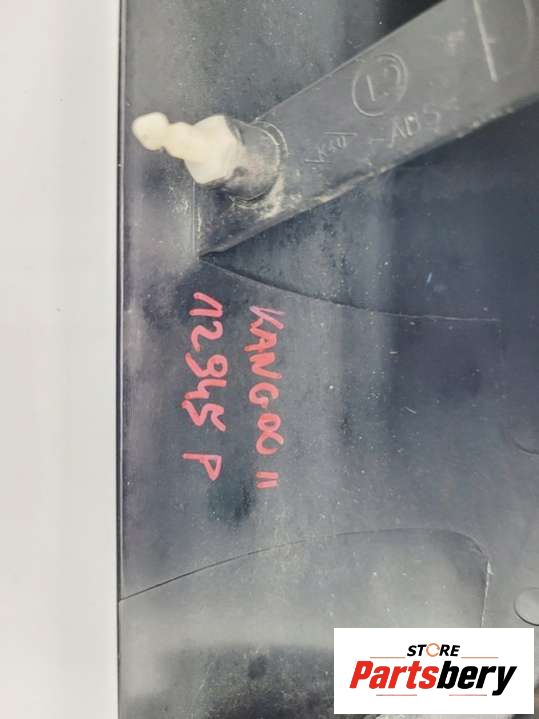 KANGOO II
12945 P
STORE
Partsbery